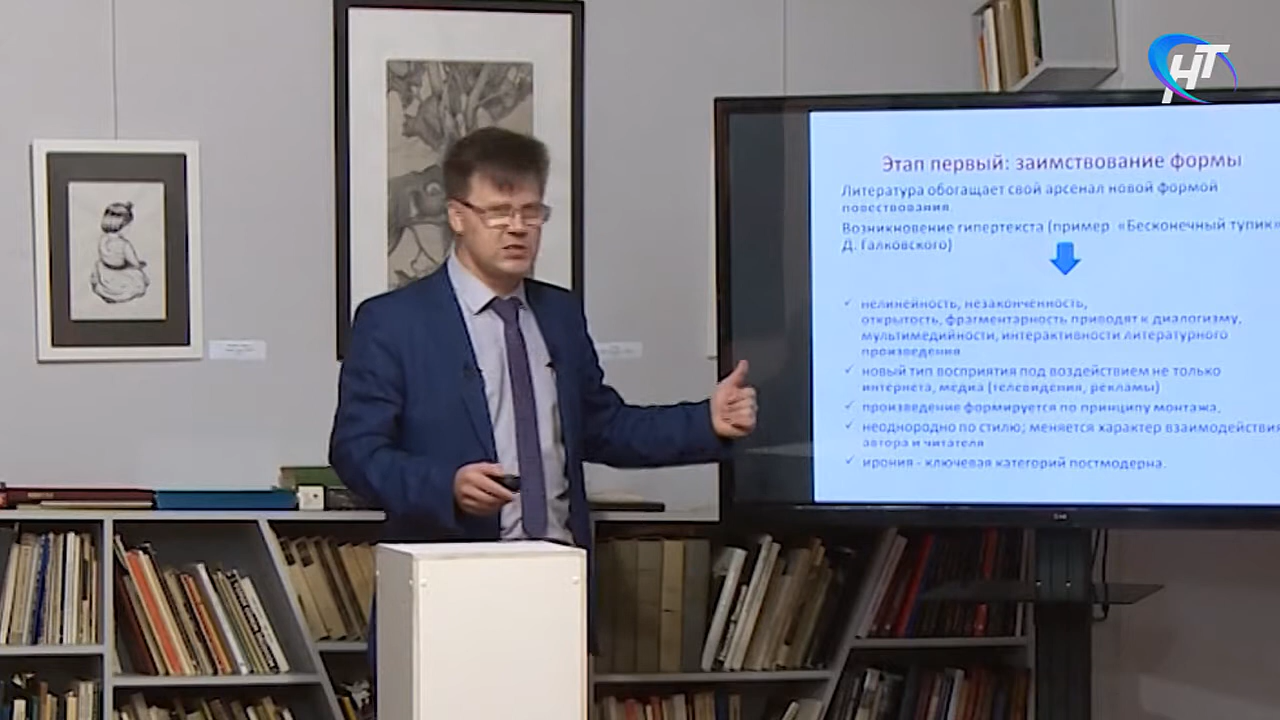 НТ
Этап первый: заимствование формы
Литература обогащает свой арсенал новой формой
повествования.
Возникновение гипертекста (пример «Бесконечный тупик»
Д. Галковского)
✓ нелинейность, незаконченность,
открытость, фрагментарность приводят к диалогизму,
мультимедийности, интерактивности литературного
произведения
✓ новый тип восприятия под воздействием не только
интернета, медиа (телевидения, рекламы)
✓ произведение формируется по принципу монтажа,
✓ неоднородно по стилю; меняется характер взаимодействия
автора и читателя
✓ ирония - ключевая категорий постмодерна.